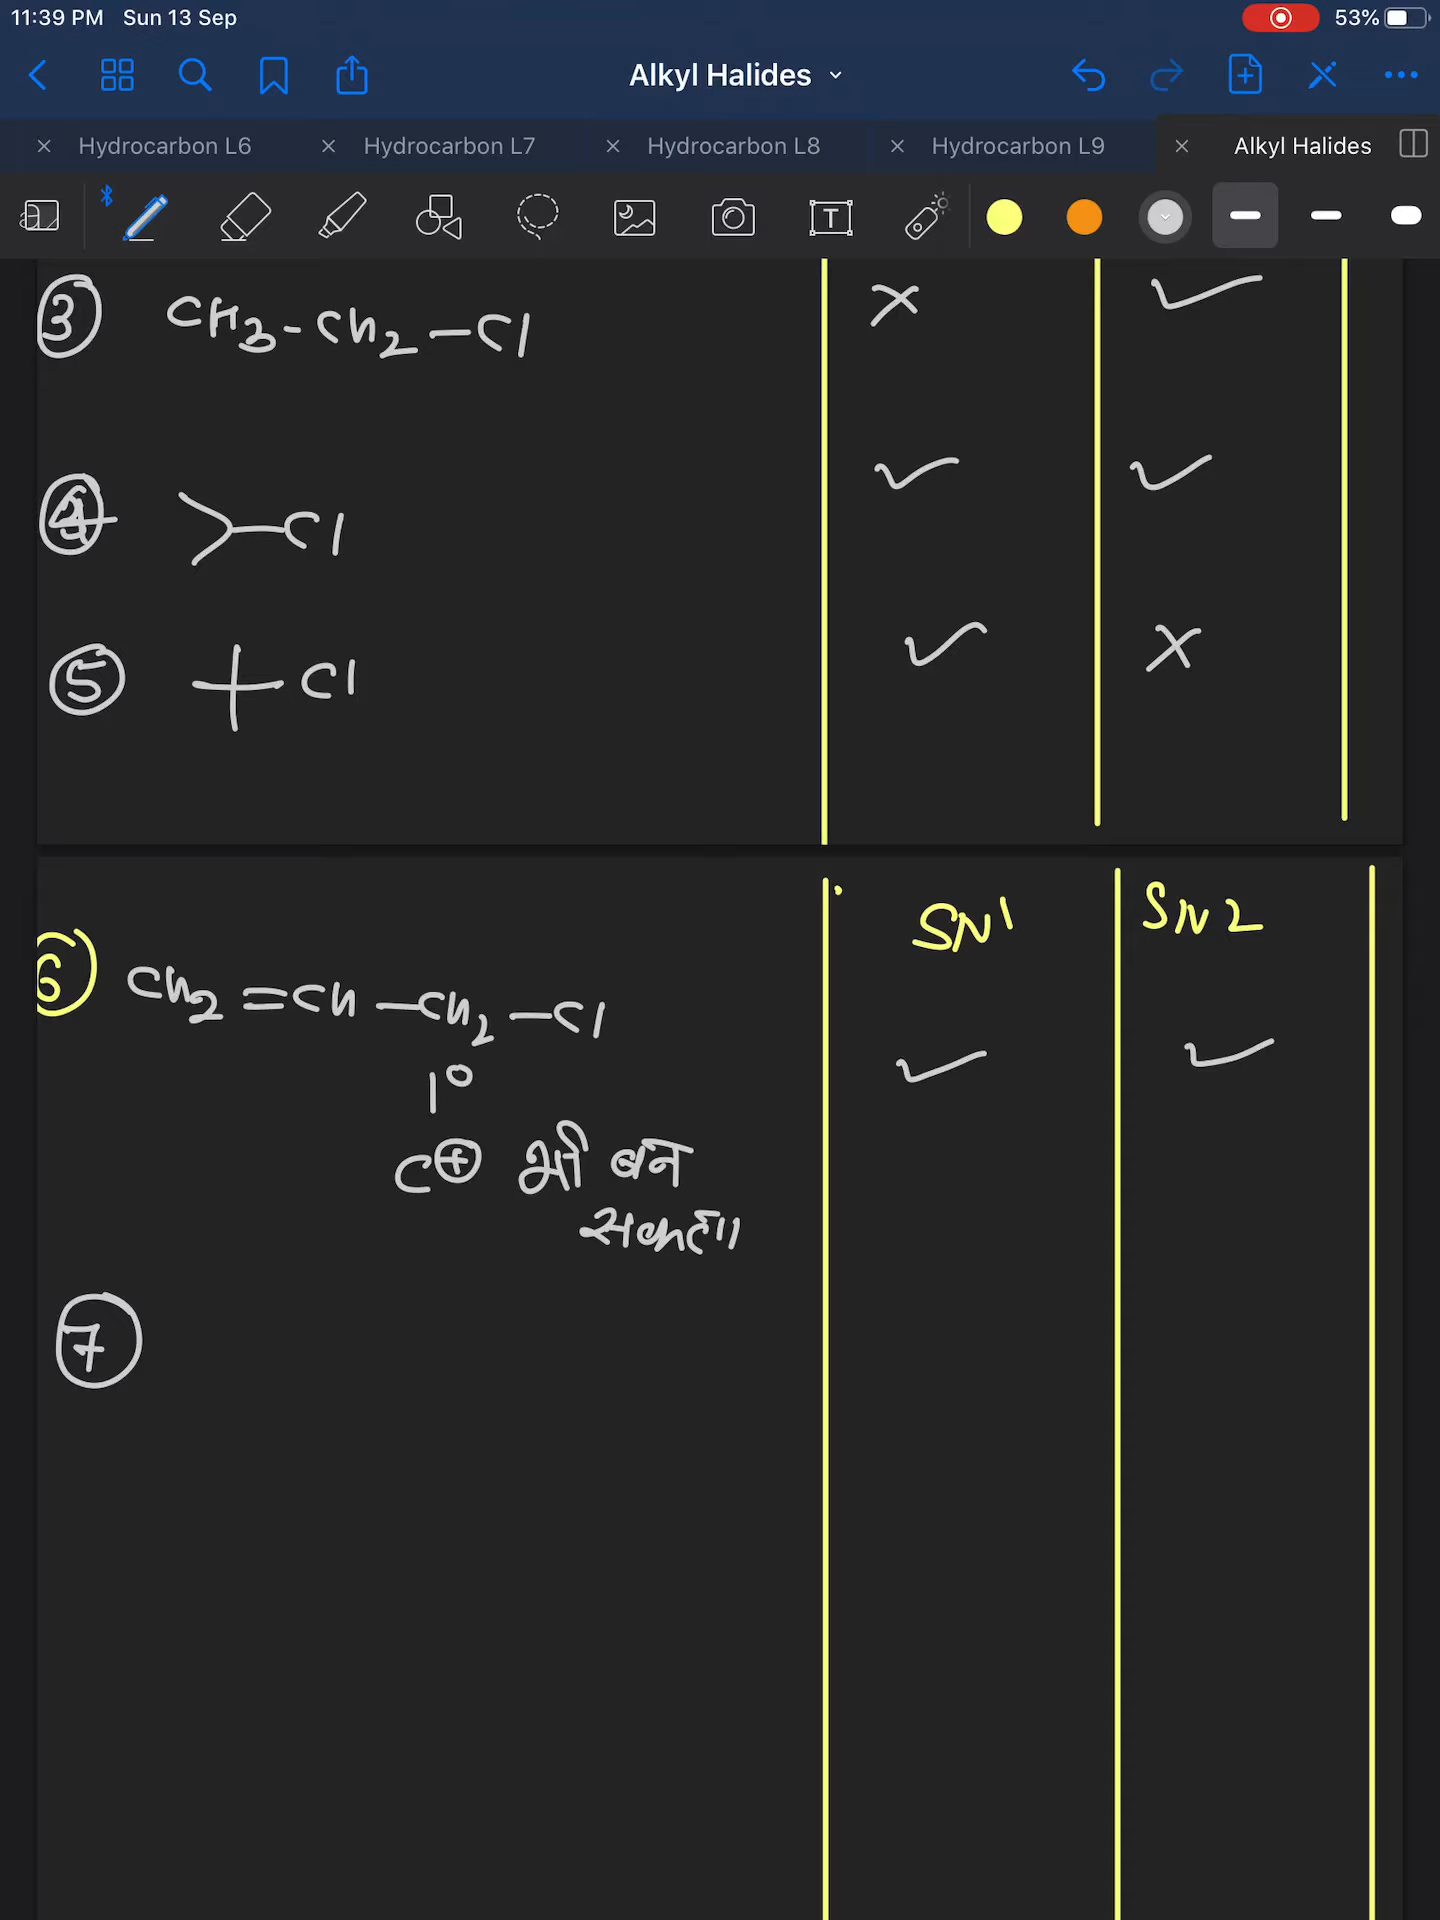 11:39 PM Sun 13 Sep 53%
Alkyl Halides
Hydrocarbon L6 Hydrocarbon L7 Hydrocarbon L8 Hydrocarbon L9 Alkyl Halides
③ CH3-CH2-Cl
④ Cl
⑤ Cl
SN1 SN2
⑥ CH2=CH-CH2-Cl
1°
C⊕ भी बन
⑦